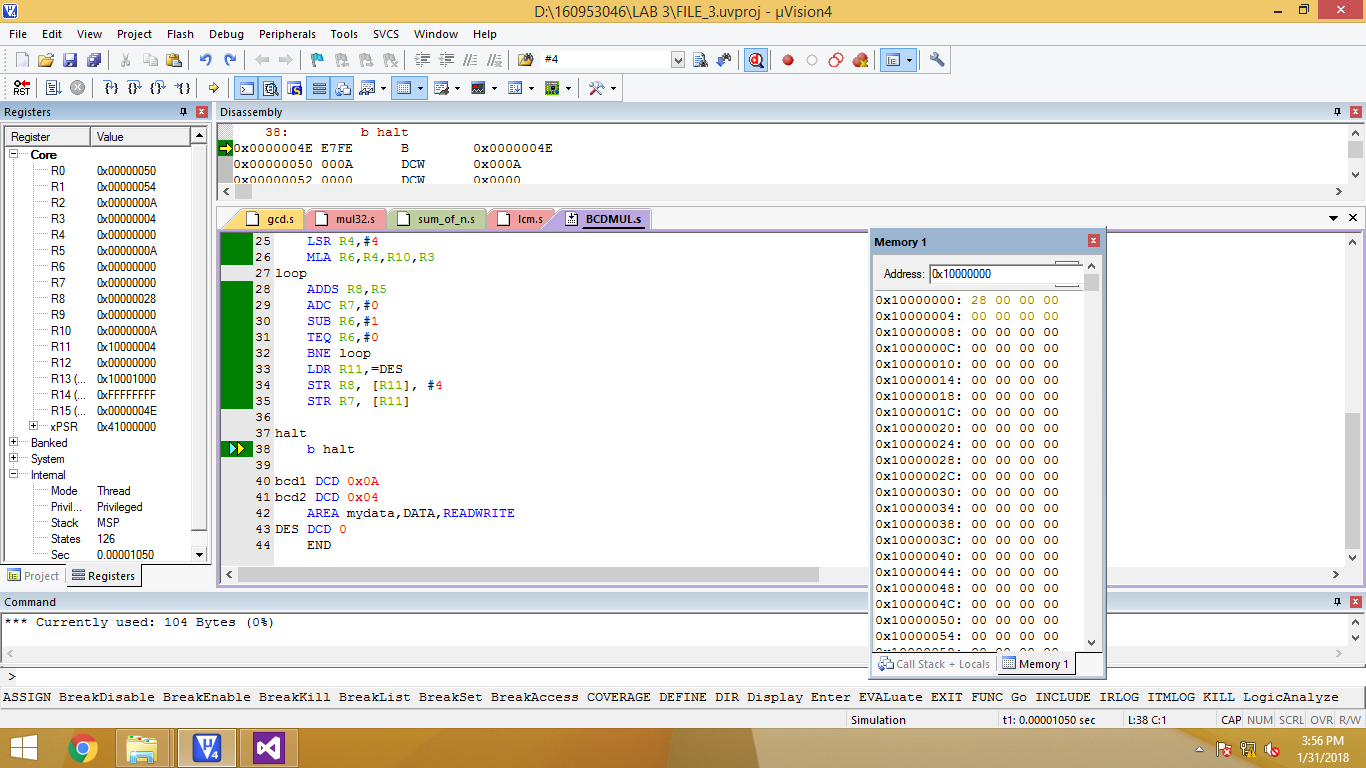 D:\160953046\LAB 3\FILE_3.uvproj - µVision4
File Edit View Project Flash Debug Peripherals Tools SVCS Window Help
#4
RST
Registers
Register Value
Core
R0 0x00000050
R1 0x00000054
R2 0x0000000A
R3 0x00000004
R4 0x00000000
R5 0x0000000A
R6 0x00000000
R7 0x00000000
R8 0x00000028
R9 0x00000000
R10 0x0000000A
R11 0x10000004
R12 0x00000000
R13 (... 0x10001000
R14 (... 0xFFFFFFFF
R15 (... 0x0000004E
xPSR 0x41000000
Banked
System
Internal
Mode Thread
Privil... Privileged
Stack MSP
States 126
Sec 0.00001050
Project Registers
Disassembly
38: b halt
0x0000004E E7FE B 0x0000004E
0x00000050 000A DCW 0x000A
0x00000052 0000 DCW 0x0000
gcd.s mul32.s sum_of_n.s lcm.s BCDMUL.s
25 LSR R4,#4
26 MLA R6,R4,R10,R3
27 loop
28 ADDS R8,R5
29 ADC R7,#0
30 SUB R6,#1
31 TEQ R6,#0
32 BNE loop
33 LDR R11,=DES
34 STR R8, [R11], #4
35 STR R7, [R11]
36
37 halt
38 b halt
39
40 bcd1 DCD 0x0A
41 bcd2 DCD 0x04
42 AREA mydata,DATA,READWRITE
43 DES DCD 0
44 END
Memory 1
Address: 0x10000000
0x10000000: 28 00 00 00
0x10000004: 00 00 00 00
0x10000008: 00 00 00 00
0x1000000C: 00 00 00 00
0x10000010: 00 00 00 00
0x10000014: 00 00 00 00
0x10000018: 00 00 00 00
0x1000001C: 00 00 00 00
0x10000020: 00 00 00 00
0x10000024: 00 00 00 00
0x10000028: 00 00 00 00
0x1000002C: 00 00 00 00
0x10000030: 00 00 00 00
0x10000034: 00 00 00 00
0x10000038: 00 00 00 00
0x1000003C: 00 00 00 00
0x10000040: 00 00 00 00
0x10000044: 00 00 00 00
0x10000048: 00 00 00 00
0x1000004C: 00 00 00 00
0x10000050: 00 00 00 00
0x10000054: 00 00 00 00
0x10000058: 00 00 00 00
Call Stack + Locals Memory 1
Command
*** Currently used: 104 Bytes (0%)
>
ASSIGN BreakDisable BreakEnable BreakKill BreakList BreakSet BreakAccess COVERAGE DEFINE DIR Display Enter EVALuate EXIT FUNC Go INCLUDE IRLOG ITMLOG KILL LogicAnalyze
Simulation t1: 0.00001050 sec L:38 C:1 CAP NUM SCRL OVR R/W
3:56 PM
1/31/2018